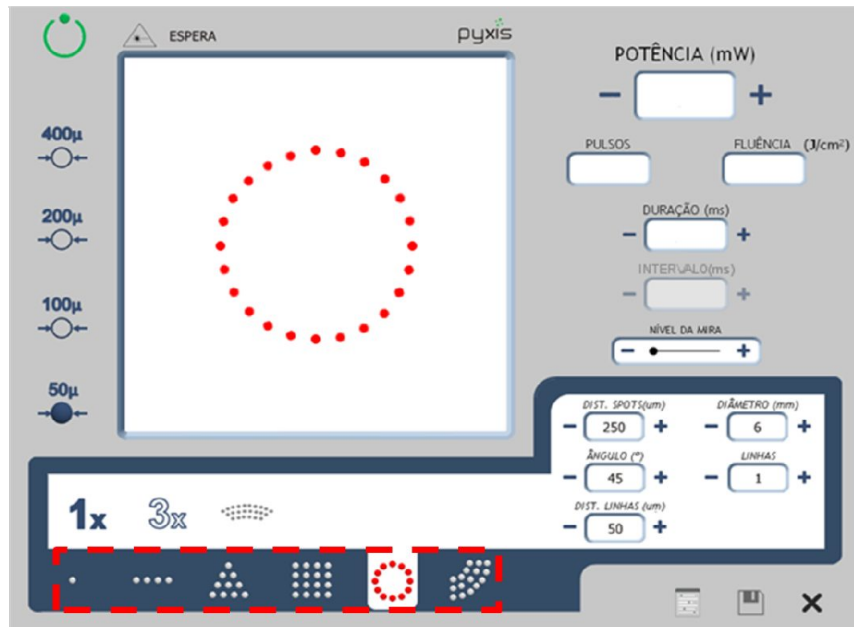 ESPERA
pyxis
POTÊNCIA (mW)
− +
400µ
PULSOS
FLUÊNCIA (J/cm²)
200µ
DURAÇÃO (ms)
− +
INTERVALO(ms)
− +
100µ
NÍVEL DA MIRA
− +
50µ
DIST. SPOTS(um)
− 250 +
DIÂMETRO (mm)
− 6 +
ÂNGULO (º)
− 45 +
LINHAS
− 1 +
DIST. LINHAS (um)
− 50 +
1x
3x